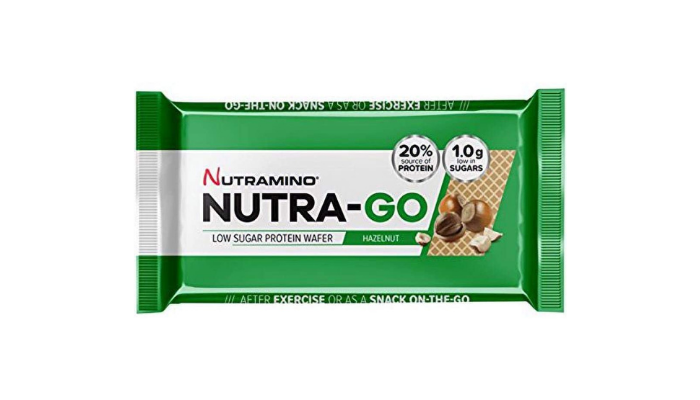 /// AFTER EXERCISE OR AS A SNACK ON-THE-GO
20%
source of
PROTEIN
1.0g
low in
SUGARS
NUTRAMINO®
NUTRA-GO
LOW SUGAR PROTEIN WAFER
HAZELNUT
/// AFTER EXERCISE OR AS A SNACK ON-THE-GO